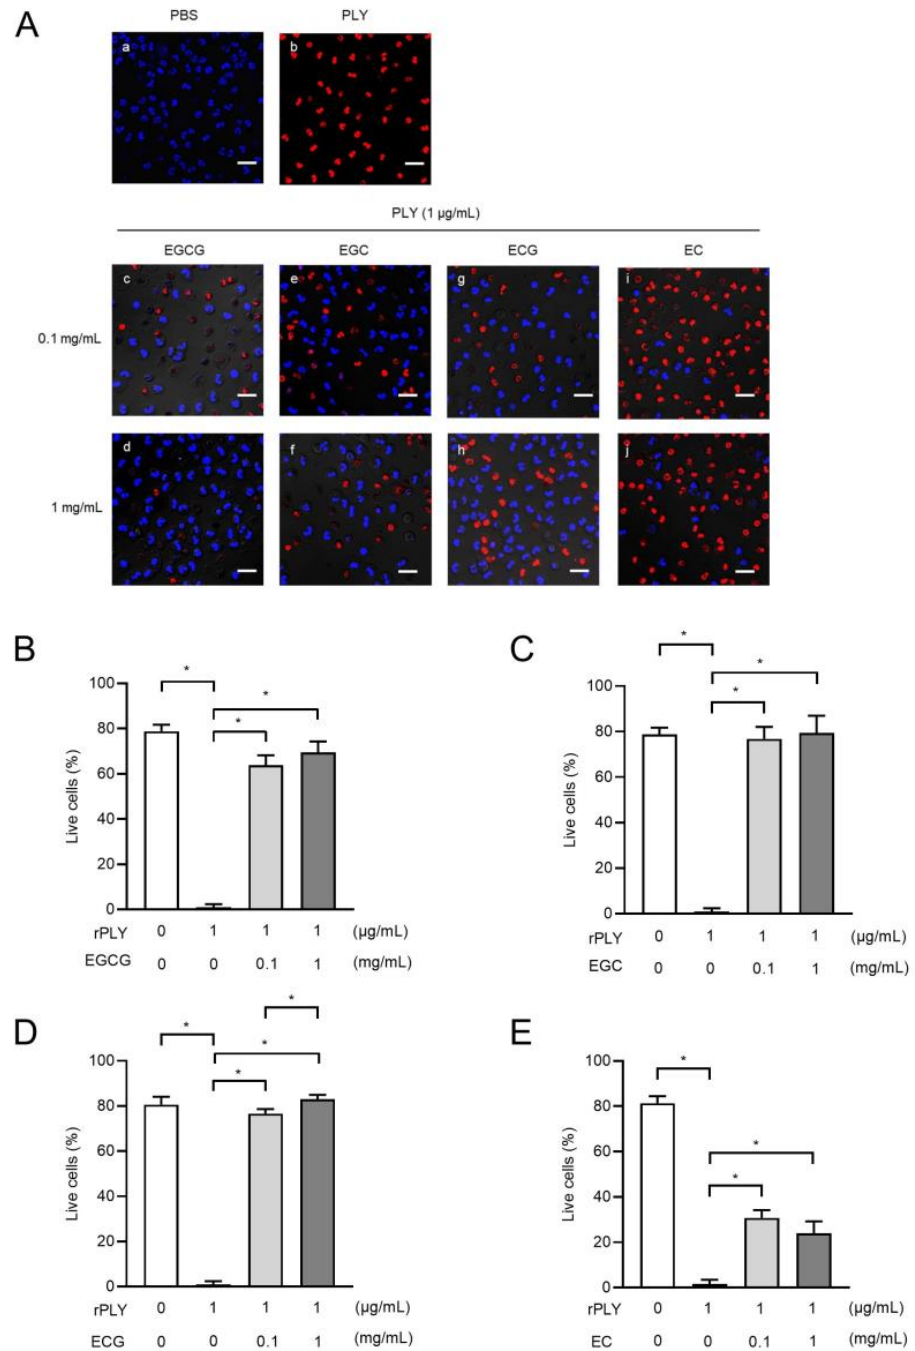 A
PBS PLY
a b
PLY (1 µg/mL)
EGCG EGC ECG EC
0.1 mg/mL c e g i
1 mg/mL d f h j
B
* * *
100
80
60
40
20
0
Live cells (%)
rPLY 0 1 1 1 (µg/mL)
EGCG 0 0 0.1 1 (mg/mL)
C
* * *
100
80
60
40
20
0
Live cells (%)
rPLY 0 1 1 1 (µg/mL)
EGC 0 0 0.1 1 (mg/mL)
D
* * * *
100
80
60
40
20
0
Live cells (%)
rPLY 0 1 1 1 (µg/mL)
ECG 0 0 0.1 1 (mg/mL)
E
* * *
100
80
60
40
20
0
Live cells (%)
rPLY 0 1 1 1 (µg/mL)
EC 0 0 0.1 1 (mg/mL)